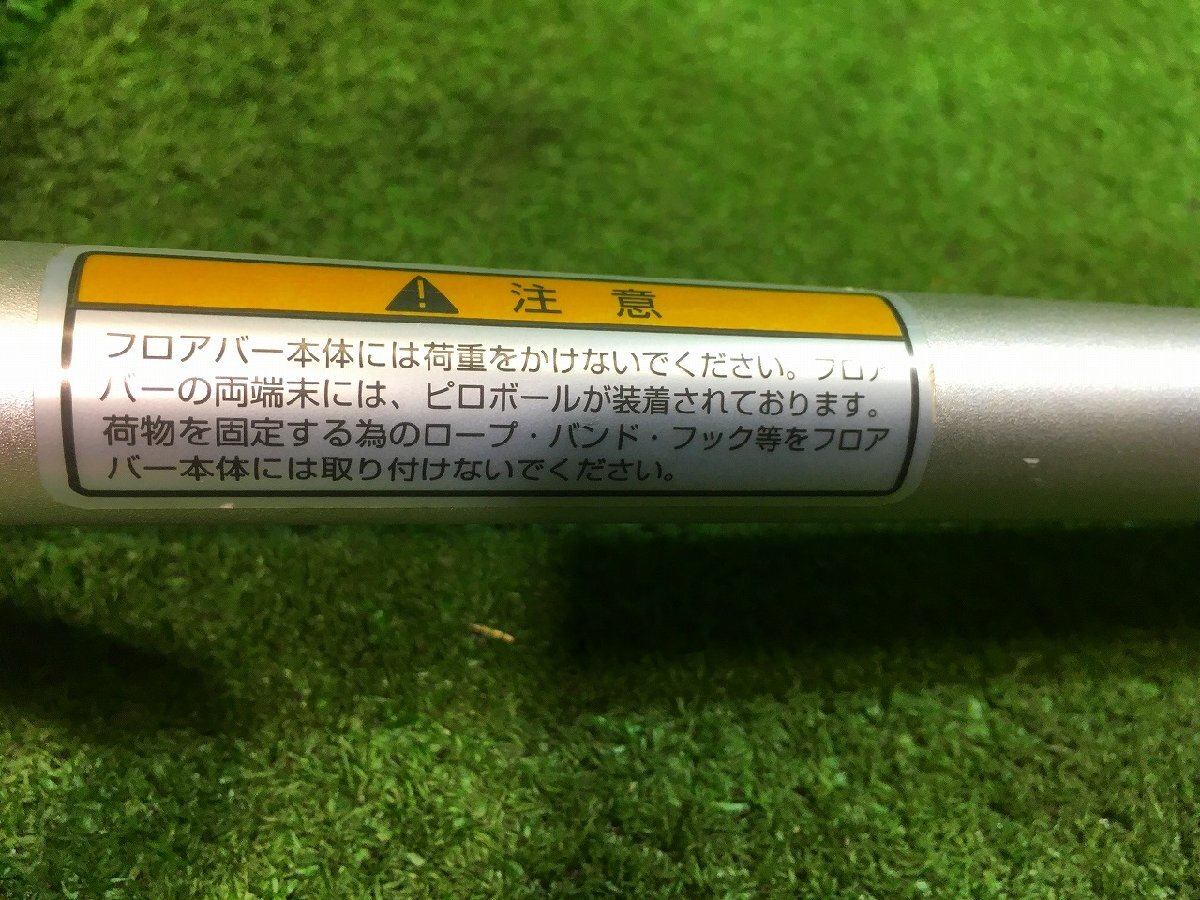 注意
フロアバー本体には荷重をかけないでください。フロア
バーの両端末には、ピロボールが装着されております。
荷物を固定する為のロープ・バンド・フック等をフロア
バー本体には取り付けないでください。